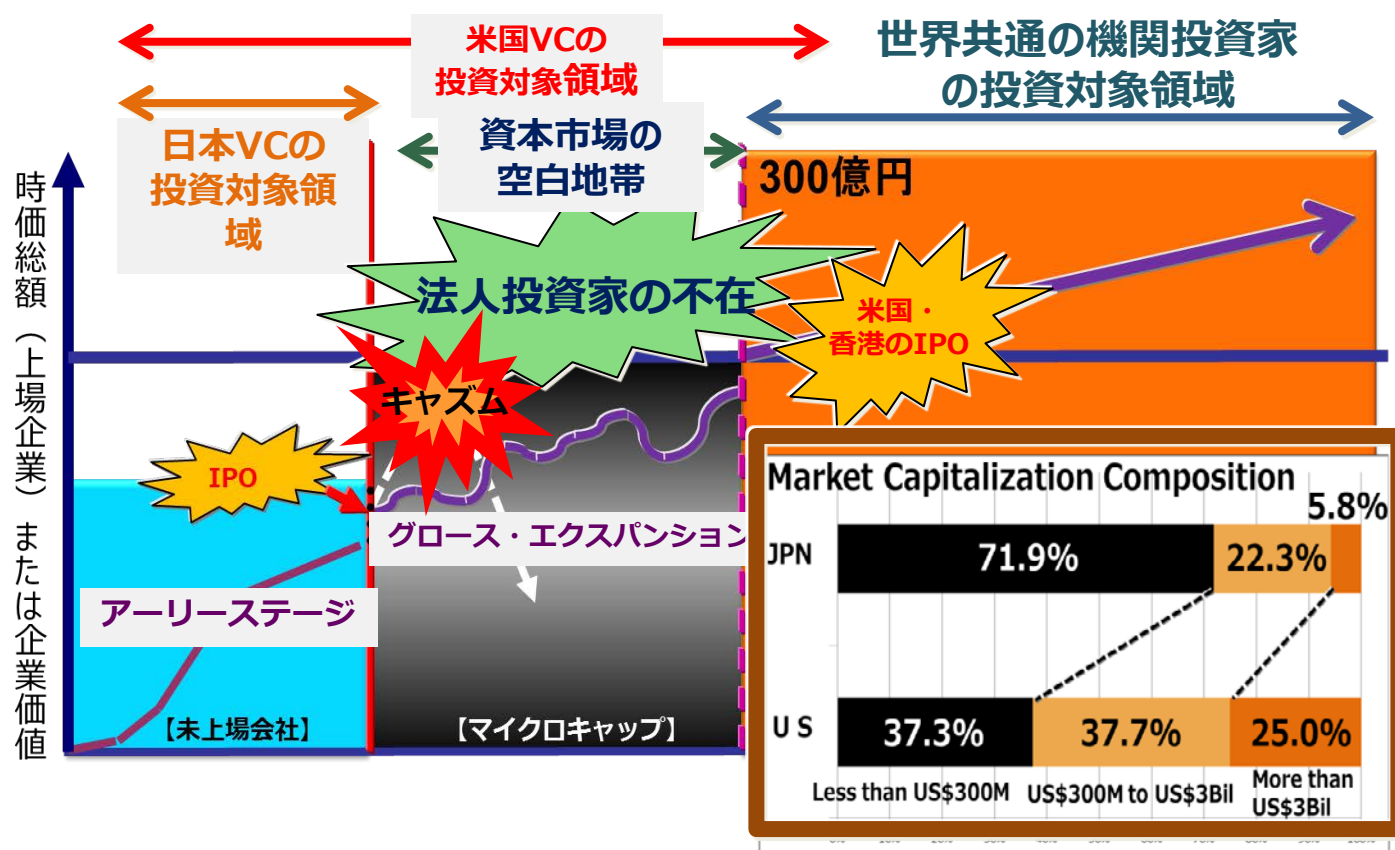 米国VCの
投資対象領域
世界共通の機関投資家
の投資対象領域
日本VCの
投資対象領
域
資本市場の
空白地帯
300億円
時価総額（上場企業）または企業価値
法人投資家の不在
米国・
香港のIPO
キャズム
IPO
グロース・エクスパンション
アーリーステージ
【未上場会社】
【マイクロキャップ】
Market Capitalization Composition
5.8%
JPN
71.9%
22.3%
US
37.3%
37.7%
25.0%
Less than US$300M
US$300M to US$3Bil
More than
US$3Bil